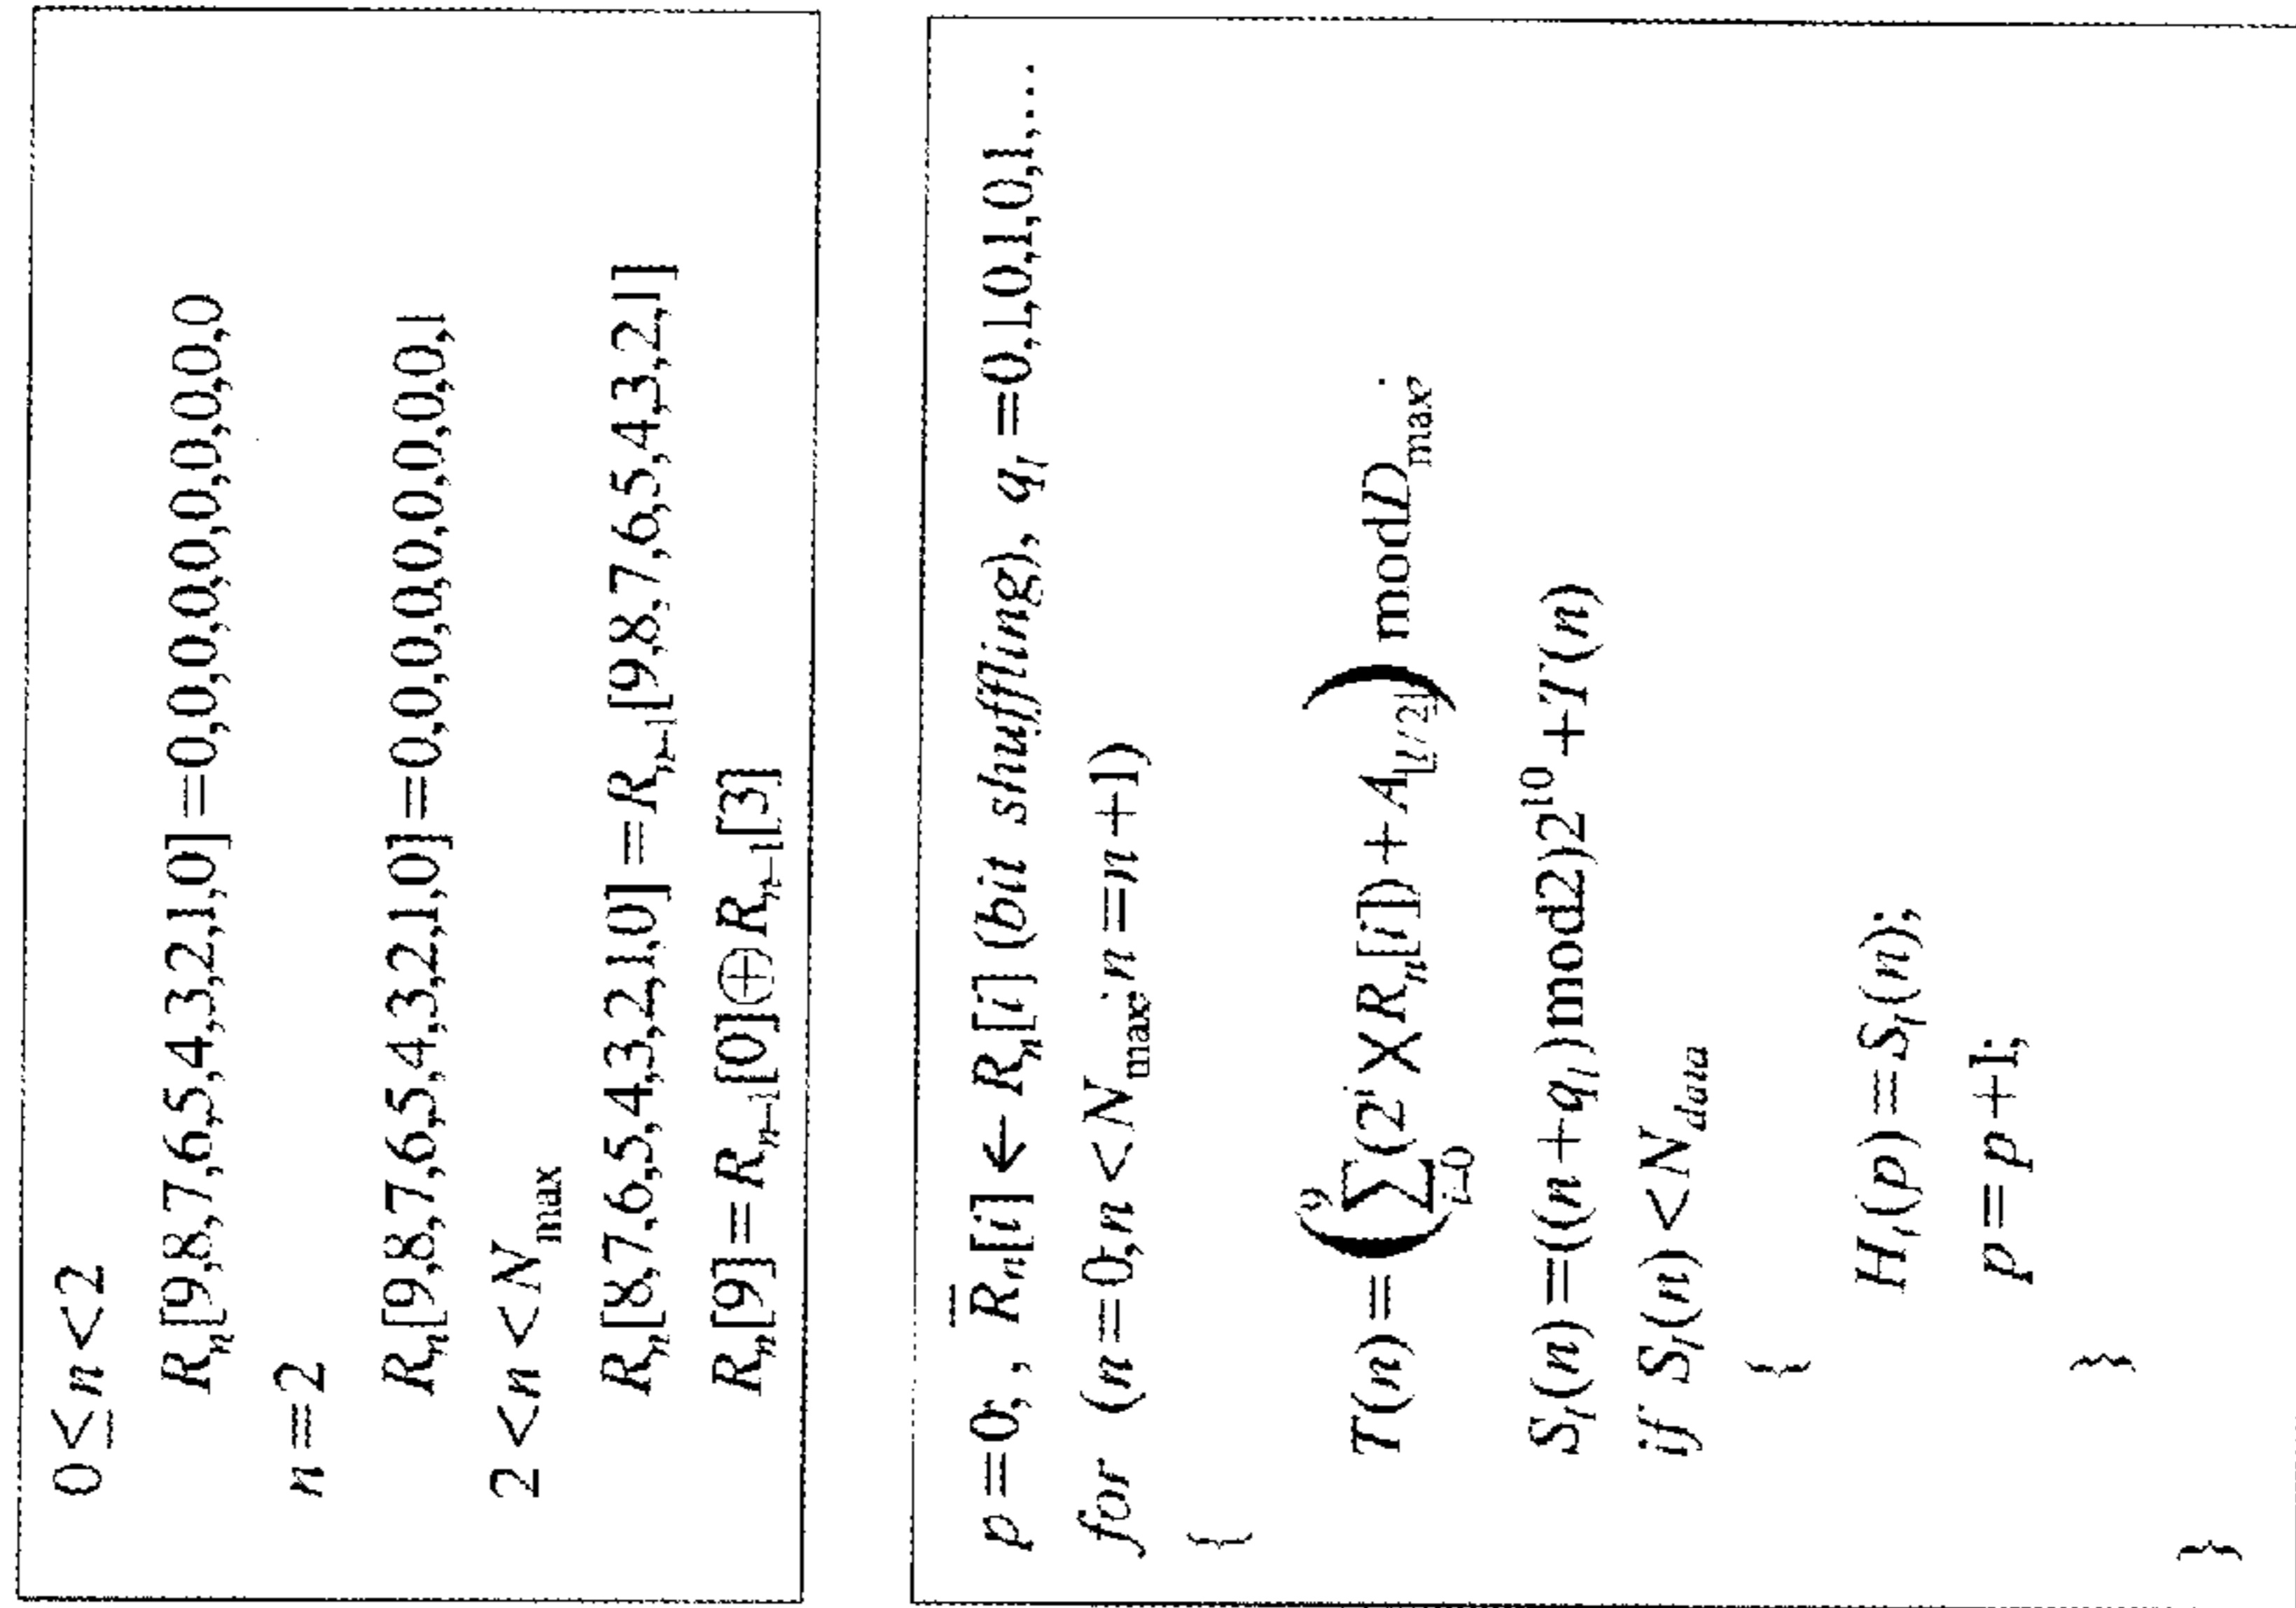 0≤n<2
R_n[9,8,7,6,5,4,3,2,1,0]=0,0,0,0,0,0,0,0,0,0
n=2
R_n[9,8,7,6,5,4,3,2,1,0]=0,0,0,0,0,0,0,0,0,1
2<n<N_max
R_n[8,7,6,5,4,3,2,1,0]=R_{n-1}[9,8,7,6,5,4,3,2,1]
R_n[9]=R_{n-1}[0]⊕R_{n-1}[3]
p=0;, R̄_n[i]←R_n[i](bit shuffling), q_l=0,1,0,1,0,1,...
for (n=0;n<N_max;n=n+1)
{
T(n)=(∑_{i=0}^{9}(2^i×R_n[i])+A_{⌊l/2⌋})modD_max;
S_l(n)=((n+q_l)mod2)2^10+T(n)
if S_l(n)<N_data
{
H_l(p)=S_l(n);
p=p+1;
}
}